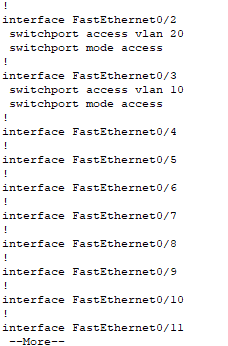 !
interface FastEthernet0/2
 switchport access vlan 20
 switchport mode access
!
interface FastEthernet0/3
 switchport access vlan 10
 switchport mode access
!
interface FastEthernet0/4
!
interface FastEthernet0/5
!
interface FastEthernet0/6
!
interface FastEthernet0/7
!
interface FastEthernet0/8
!
interface FastEthernet0/9
!
interface FastEthernet0/10
!
interface FastEthernet0/11
 --More--